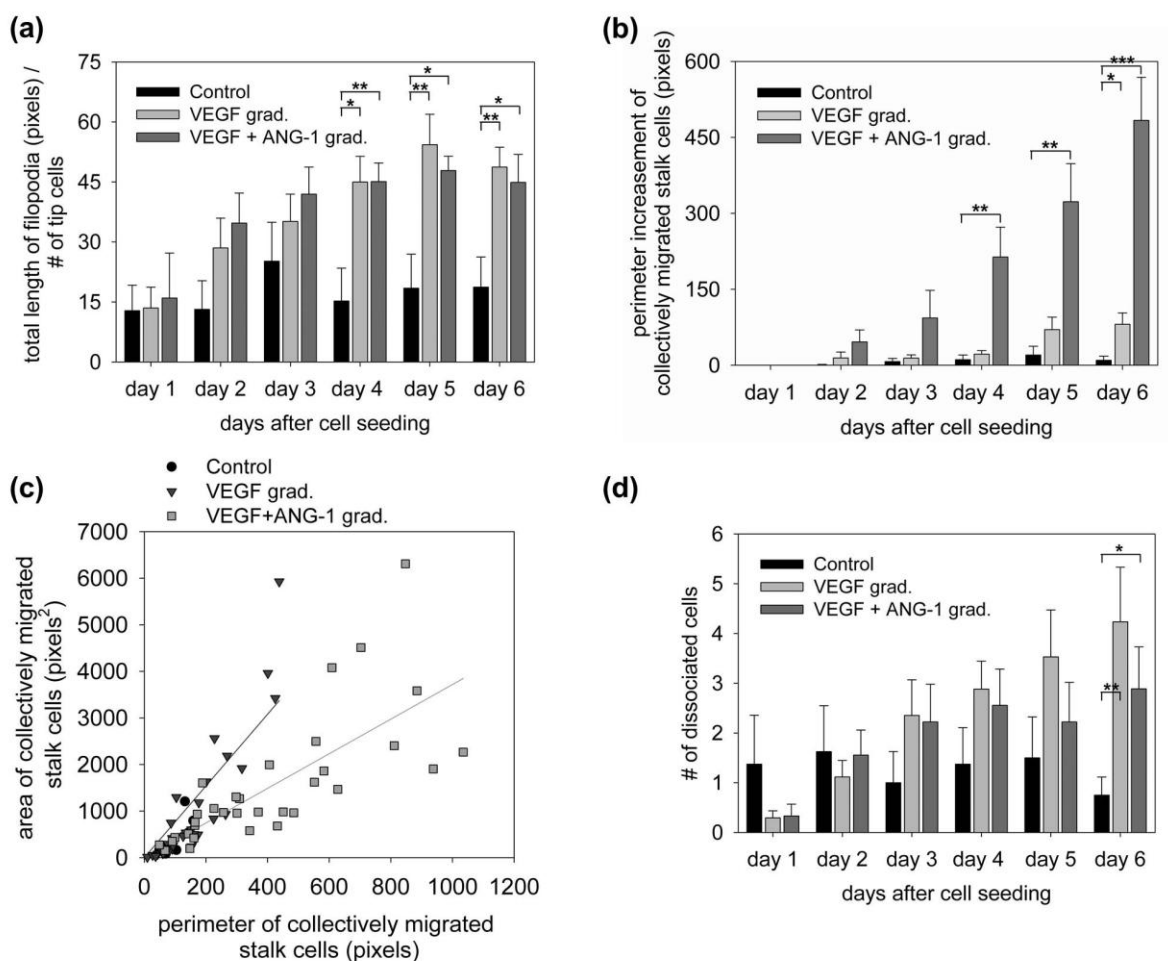 (a)
total length of filopodia (pixels) /
# of tip cells
75
60
45
30
15
0
Control
VEGF grad.
VEGF + ANG-1 grad.
**
*
*
**
*
**
day 1 day 2 day 3 day 4 day 5 day 6
days after cell seeding
(b)
perimeter increasement of
collectively migrated stalk cells (pixels)
600
450
300
150
0
Control
VEGF grad.
VEGF + ANG-1 grad.
**
**
***
*
day 1 day 2 day 3 day 4 day 5 day 6
days after cell seeding
(c)
Control
VEGF grad.
VEGF+ANG-1 grad.
area of collectively migrated
stalk cells (pixels²)
7000
6000
5000
4000
3000
2000
1000
0
0 200 400 600 800 1000 1200
perimeter of collectively migrated
stalk cells (pixels)
(d)
# of dissociated cells
6
5
4
3
2
1
0
Control
VEGF grad.
VEGF + ANG-1 grad.
*
**
day 1 day 2 day 3 day 4 day 5 day 6
days after cell seeding